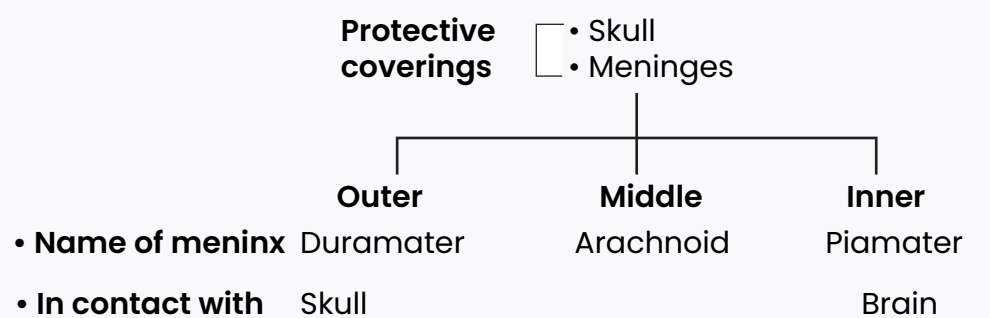 Protective • Skull
coverings • Meninges
Outer Middle Inner
• Name of meninx Duramater Arachnoid Piamater
• In contact with Skull Brain